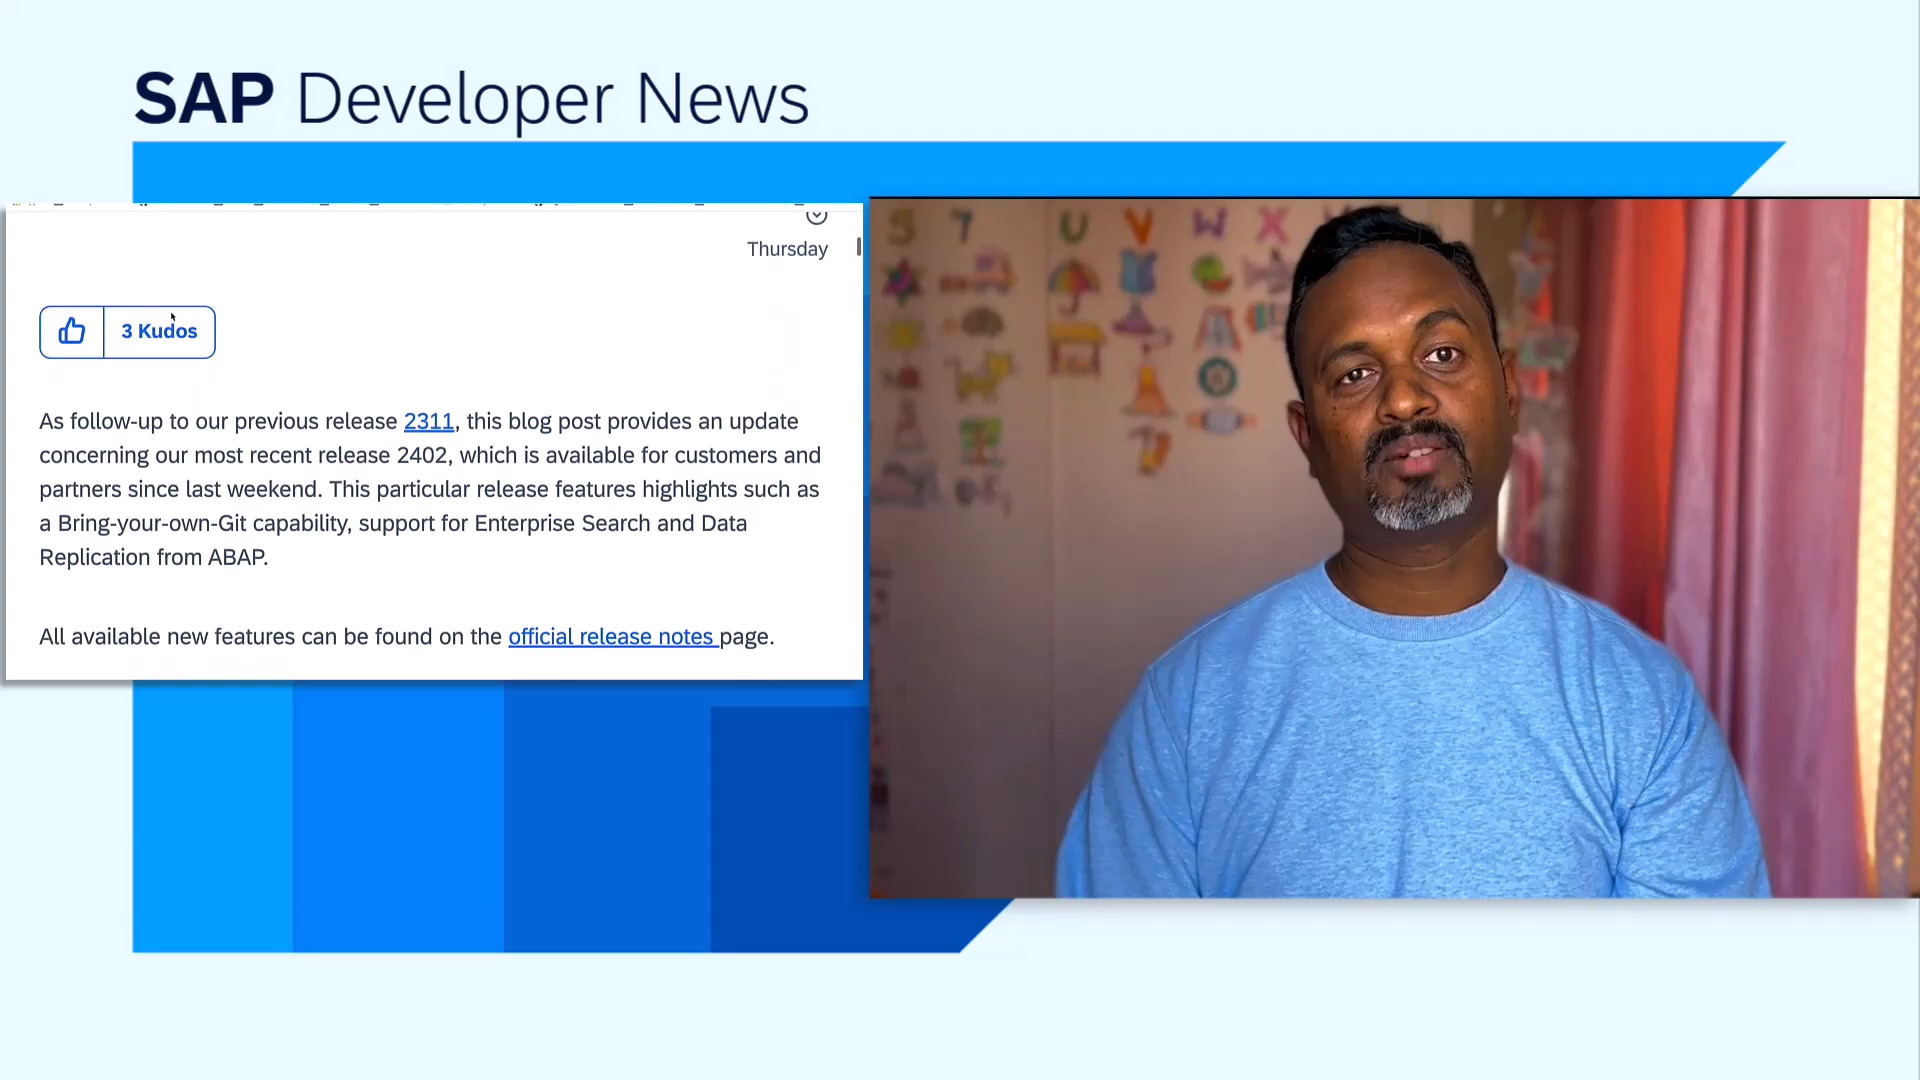 SAP Developer News
Thursday
3 Kudos
As follow-up to our previous release 2311, this blog post provides an update
concerning our most recent release 2402, which is available for customers and
partners since last weekend. This particular release features highlights such as
a Bring-your-own-Git capability, support for Enterprise Search and Data
Replication from ABAP.
All available new features can be found on the official release notes page.
S T U V W X